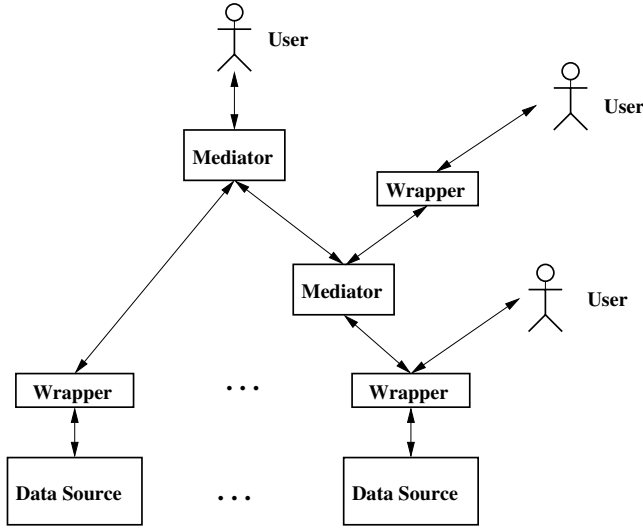 User
User
Mediator
Wrapper
Mediator
User
Wrapper
...
Wrapper
Data Source
...
Data Source